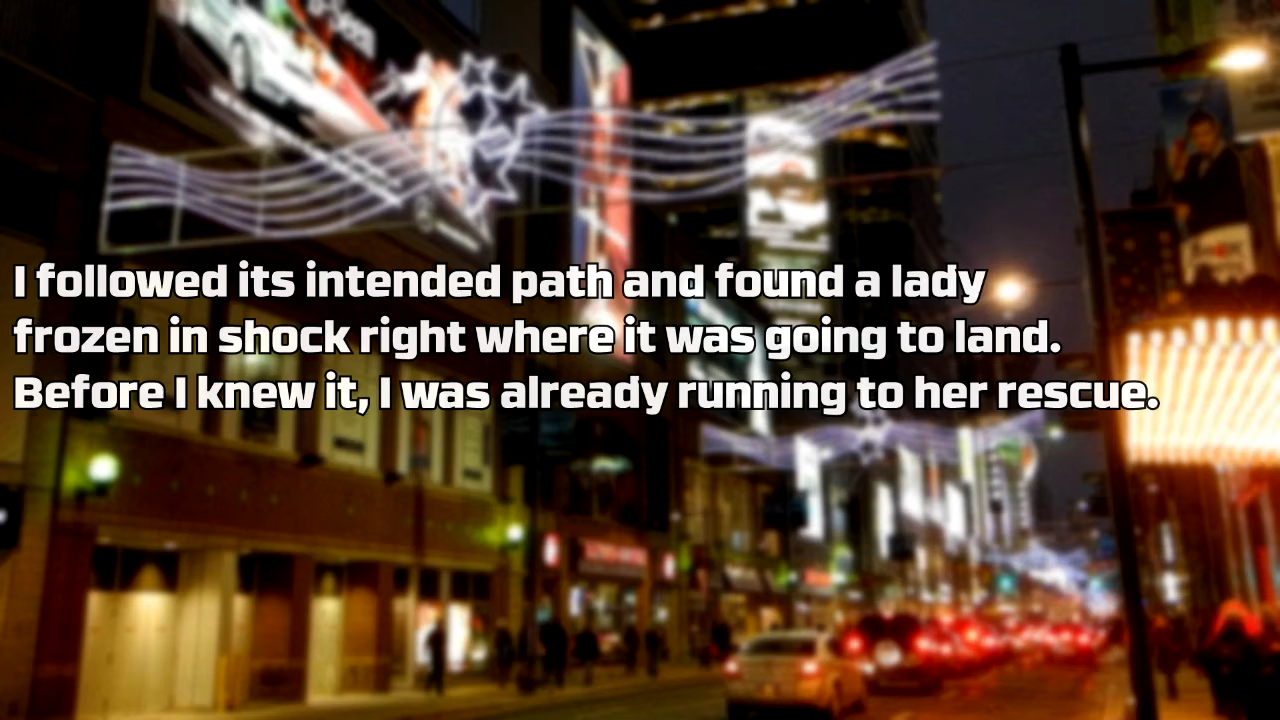 I followed its intended path and found a lady
frozen in shock right where it was going to land.
Before I knew it, I was already running to her rescue.